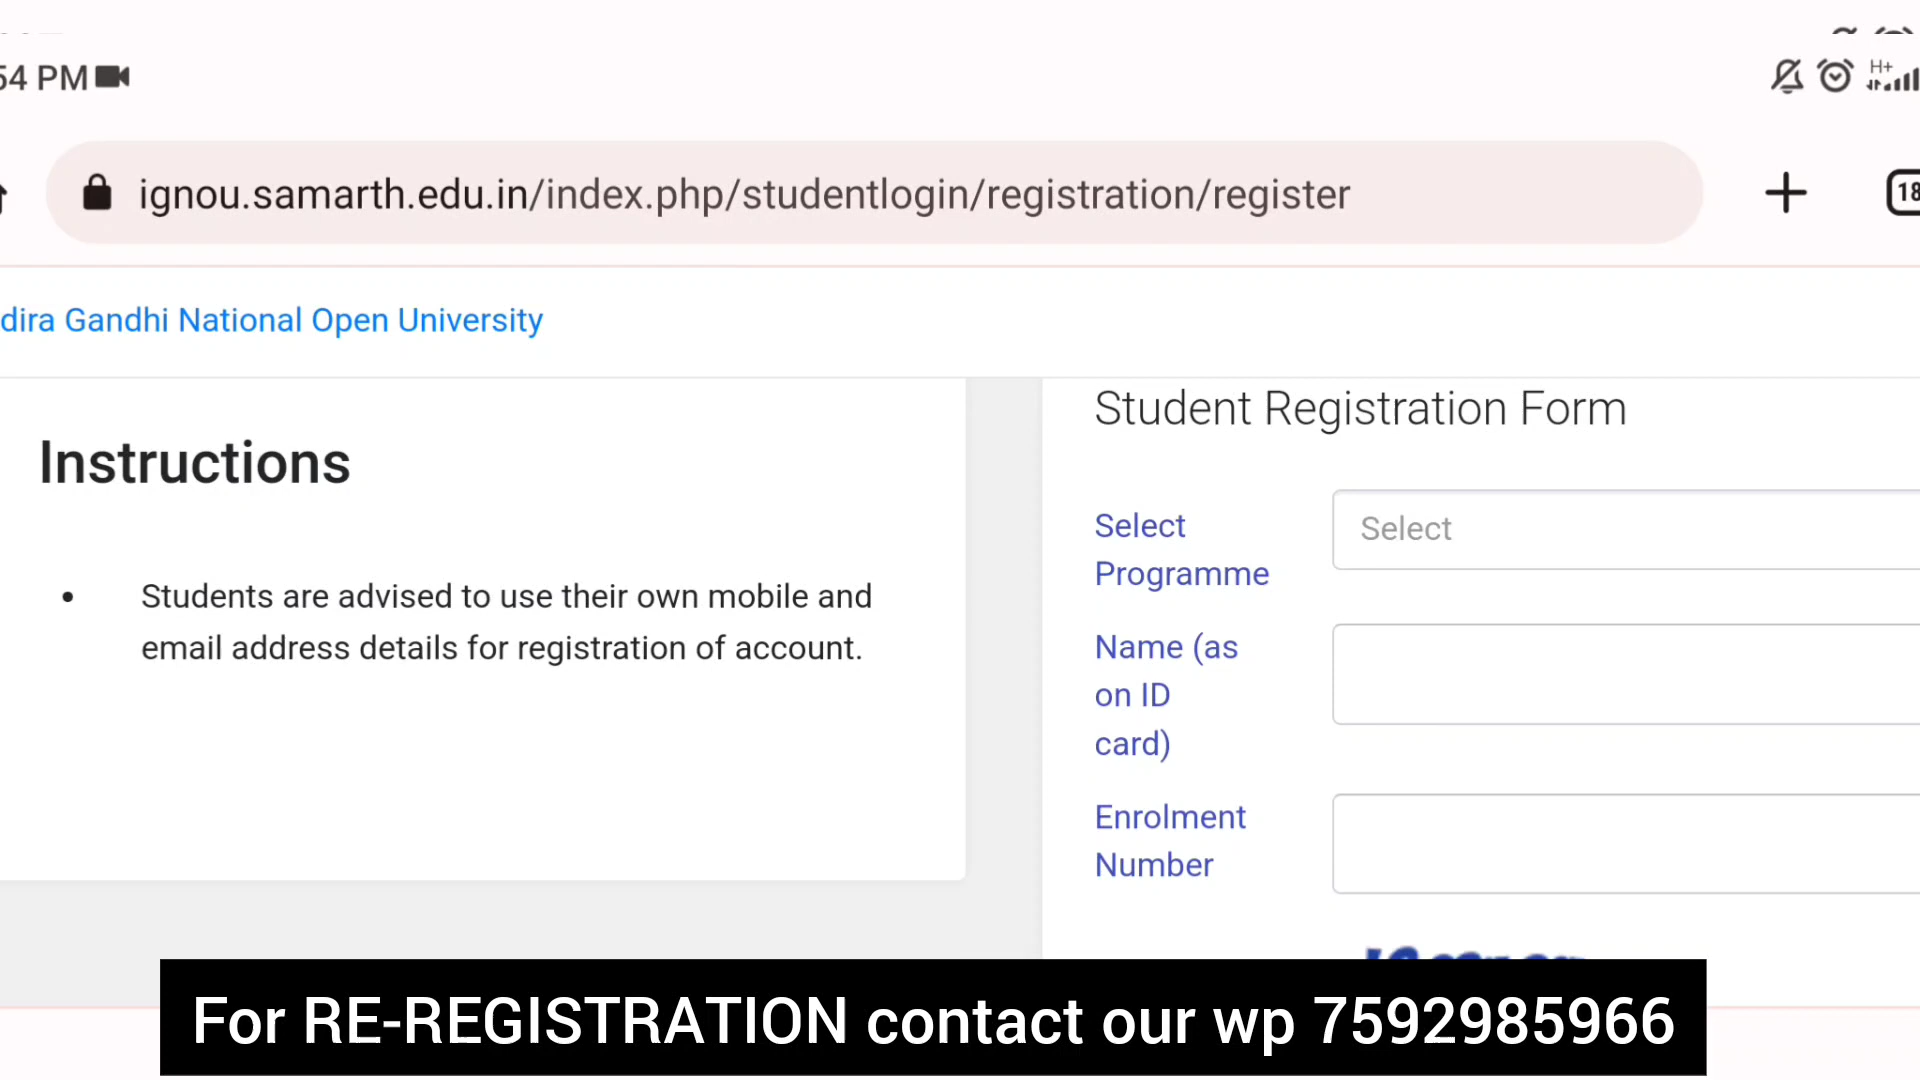 54 PM
H+
ignou.samarth.edu.in/index.php/studentlogin/registration/register
18
dira Gandhi National Open University
Student Registration Form
Instructions
Select
Programme
Select
Students are advised to use their own mobile and
email address details for registration of account.
Name (as
on ID
card)
Enrolment
Number
For RE-REGISTRATION contact our wp 7592985966